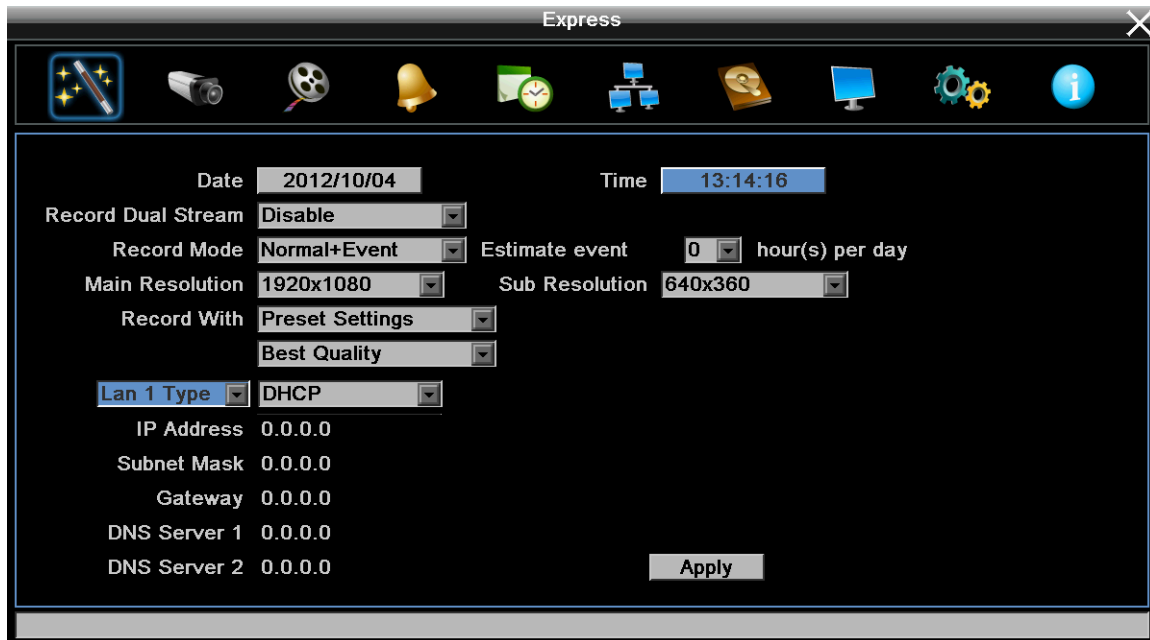 Express
Date 2012/10/04 Time 13:14:16
Record Dual Stream Disable
Record Mode Normal+Event Estimate event 0 hour(s) per day
Main Resolution 1920x1080 Sub Resolution 640x360
Record With Preset Settings
Best Quality
Lan 1 Type DHCP
IP Address 0.0.0.0
Subnet Mask 0.0.0.0
Gateway 0.0.0.0
DNS Server 1 0.0.0.0
DNS Server 2 0.0.0.0 Apply